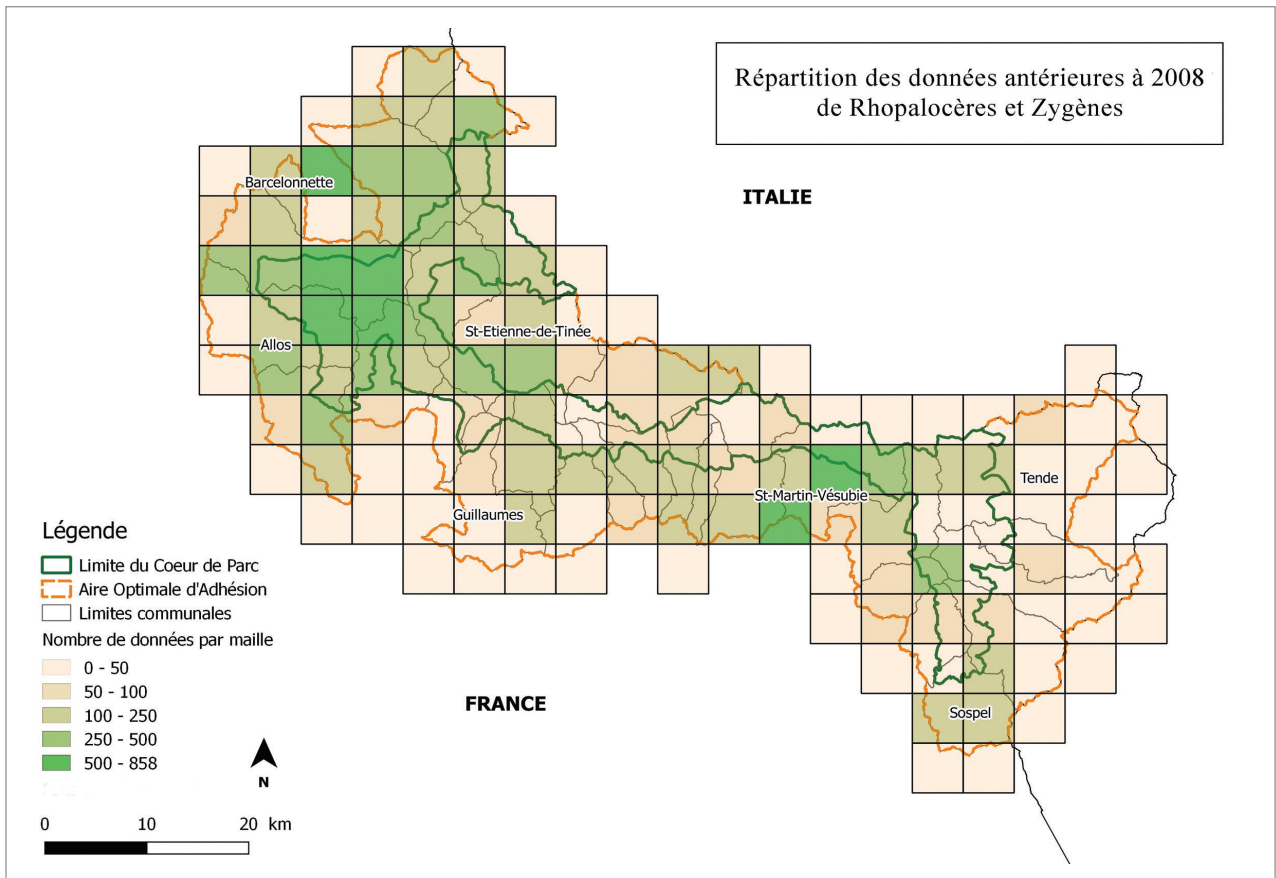 Répartition des données antérieures à 2008
de Rhopalocères et Zygènes
ITALIE
Barcelonnette
St-Etienne-de-Tinée
Allos
Tende
St-Martin-Vésubie
Guillaumes
Sospel
FRANCE
Légende
Limite du Coeur de Parc
Aire Optimale d'Adhésion
Limites communales
Nombre de données par maille
0 - 50
50 - 100
100 - 250
250 - 500
500 - 858
N
0 10 20 km